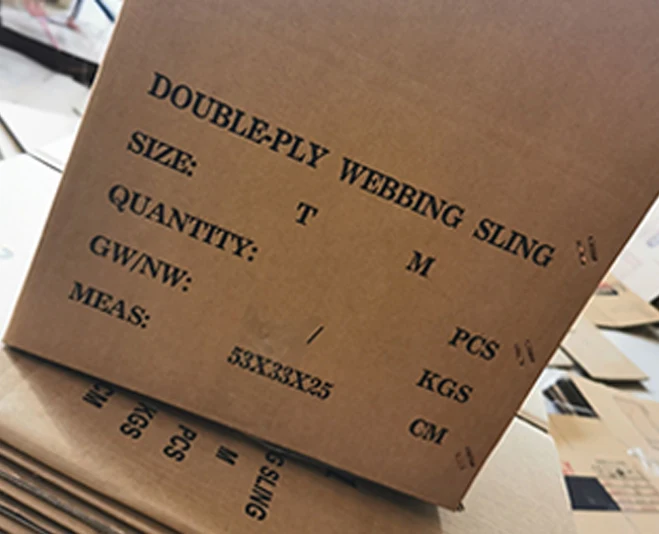 DOUBLE-PLY WEBBING SLING
SIZE: T M
QUANTITY: PCS
GW/NW: / KGS
MEAS: 53X33X25 CM
CM
KGS
PCS
M
G SLING